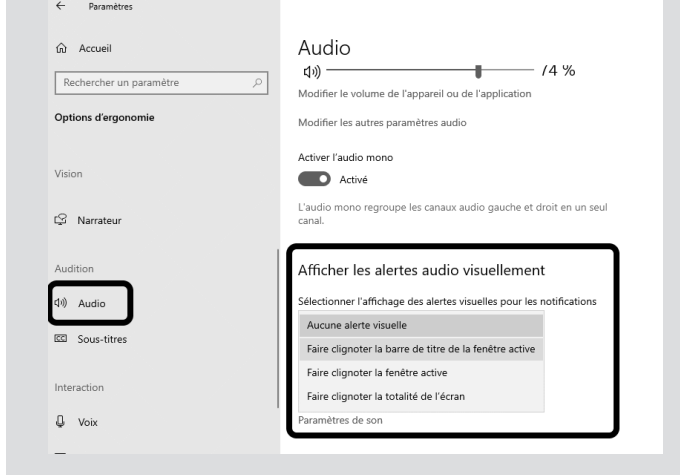 Paramètres
Accueil
Rechercher un paramètre
Options d'ergonomie
Vision
Narrateur
Audition
Audio
Sous-titres
Interaction
Voix
Audio
74 %
Modifier le volume de l'appareil ou de l'application
Modifier les autres paramètres audio
Activer l'audio mono
Activé
L'audio mono regroupe les canaux audio gauche et droit en un seul
canal.
Afficher les alertes audio visuellement
Sélectionner l'affichage des alertes visuelles pour les notifications
Aucune alerte visuelle
Faire clignoter la barre de titre de la fenêtre active
Faire clignoter la fenêtre active
Faire clignoter la totalité de l'écran
Paramètres de son